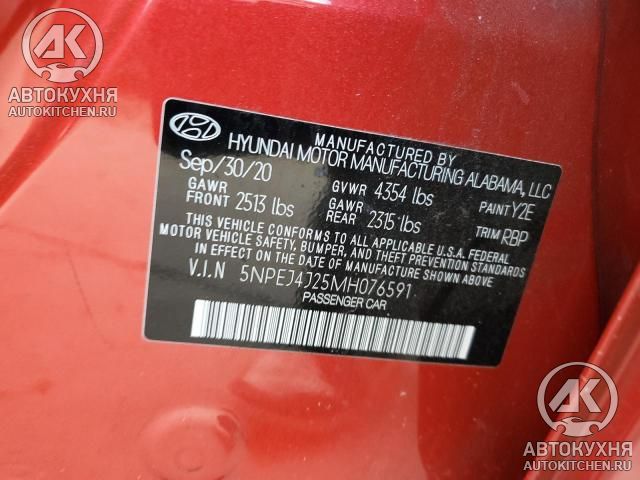 AK
АВТОКУХНЯ
AUTOKITCHEN.RU
MANUFACTURED BY
HYUNDAI MOTOR MANUFACTURING ALABAMA, LLC
Sep/30/20
GVWR 4354 lbs
PAINT Y2E
GAWR
FRONT 2513 lbs
GAWR
REAR 2315 lbs
TRIM RBP
THIS VEHICLE CONFORMS TO ALL APPLICABLE U.S.A. FEDERAL
MOTOR VEHICLE SAFETY, BUMPER, AND THEFT PREVENTION STANDARDS
IN EFFECT ON THE DATE OF MANUFACTURE SHOWN ABOVE.
V.I.N 5NPEJ4J25MH076591
PASSENGER CAR
AK
АВТОКУХНЯ
AUTOKITCHEN.RU